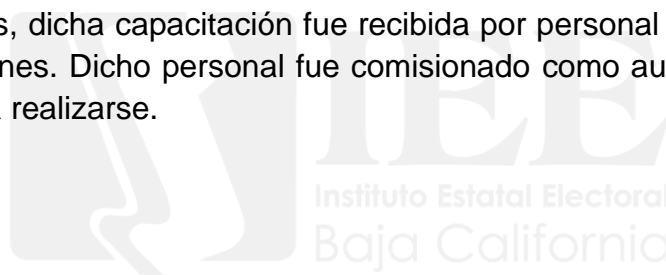 s, dicha capacitación fue recibida por personal
nes. Dicho personal fue comisionado como au
realizarse.
IEE
Instituto Estatal Electoral
Baja California